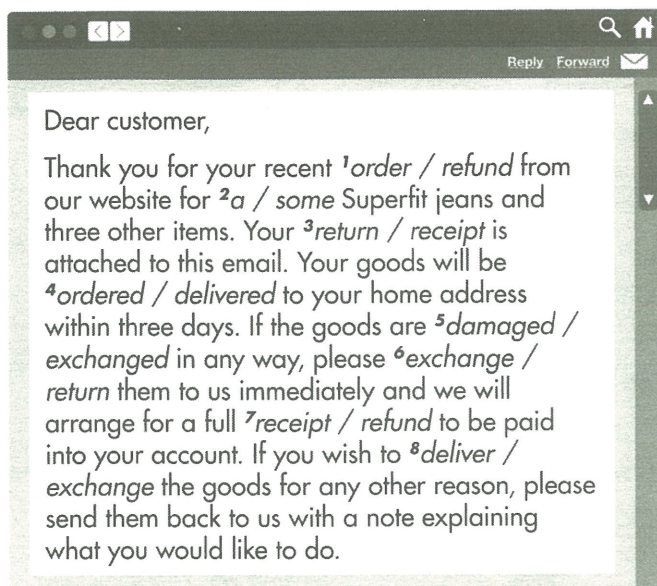 Reply Forward
Dear customer,
Thank you for your recent ¹order / refund from
our website for ²a / some Superfit jeans and
three other items. Your ³return / receipt is
attached to this email. Your goods will be
⁴ordered / delivered to your home address
within three days. If the goods are ⁵damaged /
exchanged in any way, please ⁶exchange /
return them to us immediately and we will
arrange for a full ⁷receipt / refund to be paid
into your account. If you wish to ⁸deliver /
exchange the goods for any other reason, please
send them back to us with a note explaining
what you would like to do.